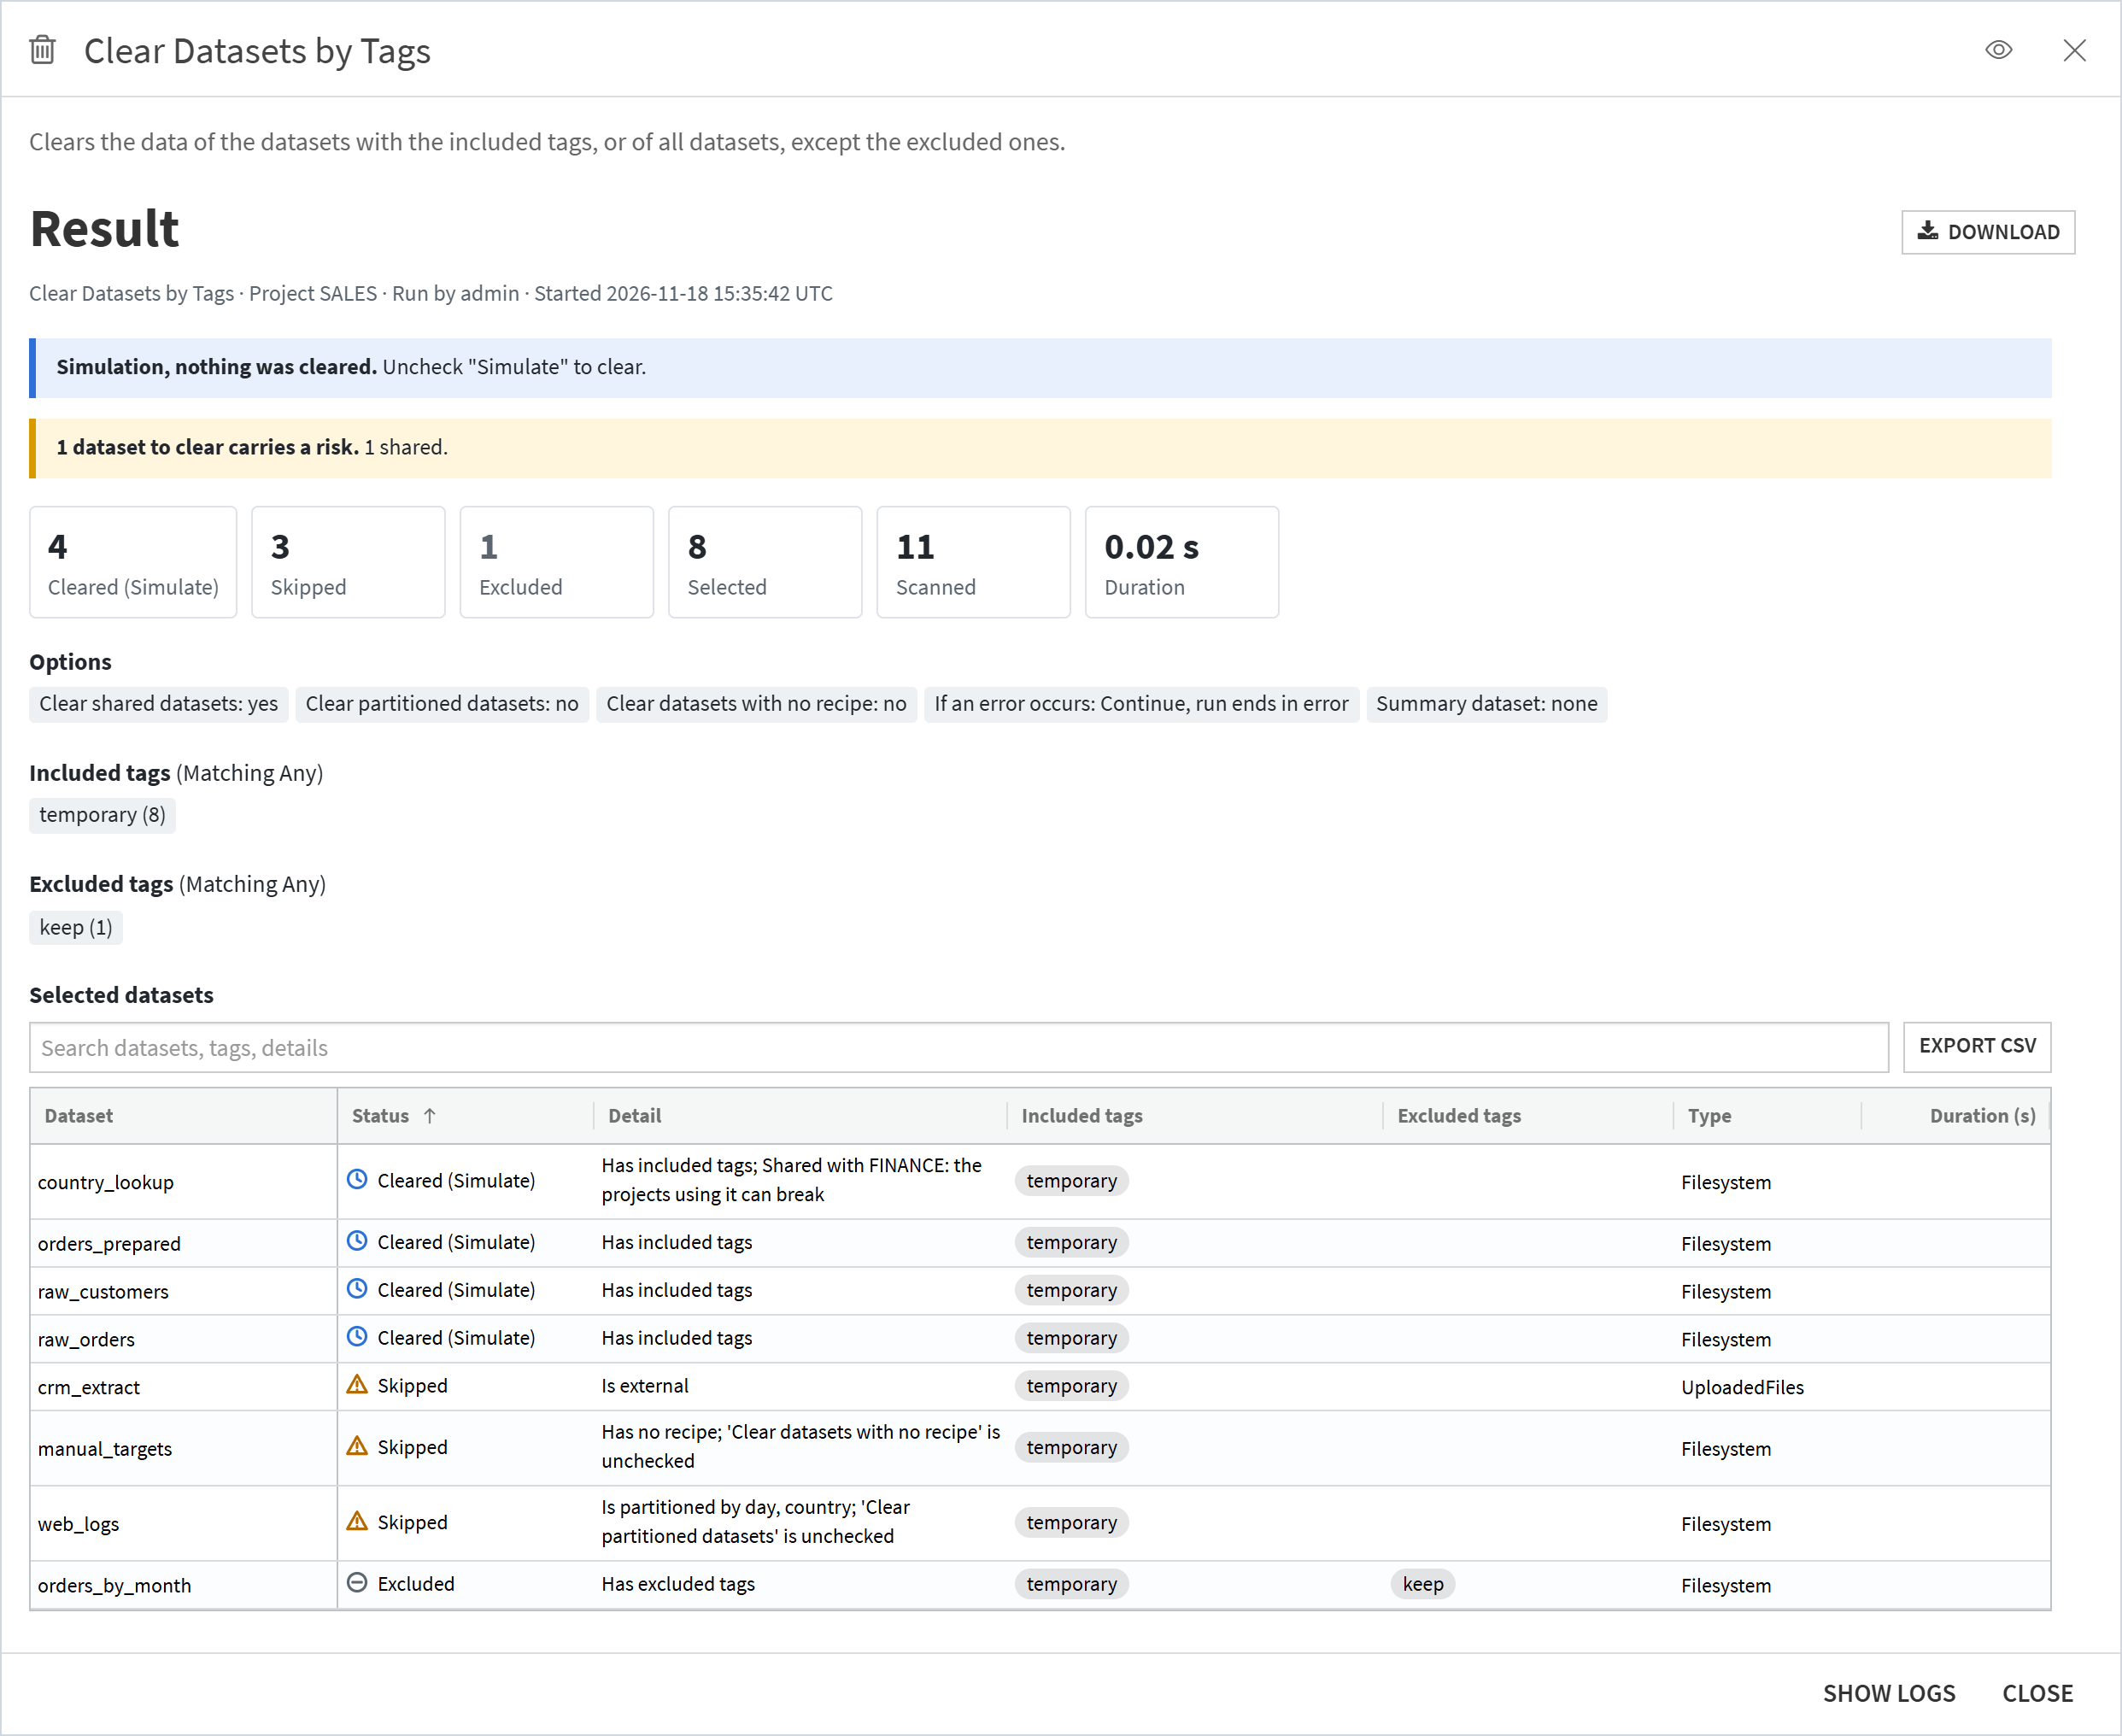 Clear Datasets by Tags
Clears the data of the datasets with the included tags, or of all datasets, except the excluded ones.
Result
DOWNLOAD
Clear Datasets by Tags · Project SALES · Run by admin · Started 2026-11-18 15:35:42 UTC
Simulation, nothing was cleared. Uncheck "Simulate" to clear.
1 dataset to clear carries a risk. 1 shared.
4 3 1 8 11 0.02 s
Cleared (Simulate) Skipped Excluded Selected Scanned Duration
Options
Clear shared datasets: yes Clear partitioned datasets: no Clear datasets with no recipe: no If an error occurs: Continue, run ends in error Summary dataset: none
Included tags (Matching Any)
temporary (8)
Excluded tags (Matching Any)
keep (1)
Selected datasets
Search datasets, tags, details EXPORT CSV
Dataset Status Detail Included tags Excluded tags Type Duration (s)
country_lookup Cleared (Simulate) Has included tags; Shared with FINANCE: the
projects using it can break temporary Filesystem
orders_prepared Cleared (Simulate) Has included tags temporary Filesystem
raw_customers Cleared (Simulate) Has included tags temporary Filesystem
raw_orders Cleared (Simulate) Has included tags temporary Filesystem
crm_extract Skipped Is external temporary UploadedFiles
manual_targets Skipped Has no recipe; 'Clear datasets with no recipe' is
unchecked temporary Filesystem
web_logs Skipped Is partitioned by day, country; 'Clear
partitioned datasets' is unchecked temporary Filesystem
orders_by_month Excluded Has excluded tags temporary keep Filesystem
SHOW LOGS CLOSE